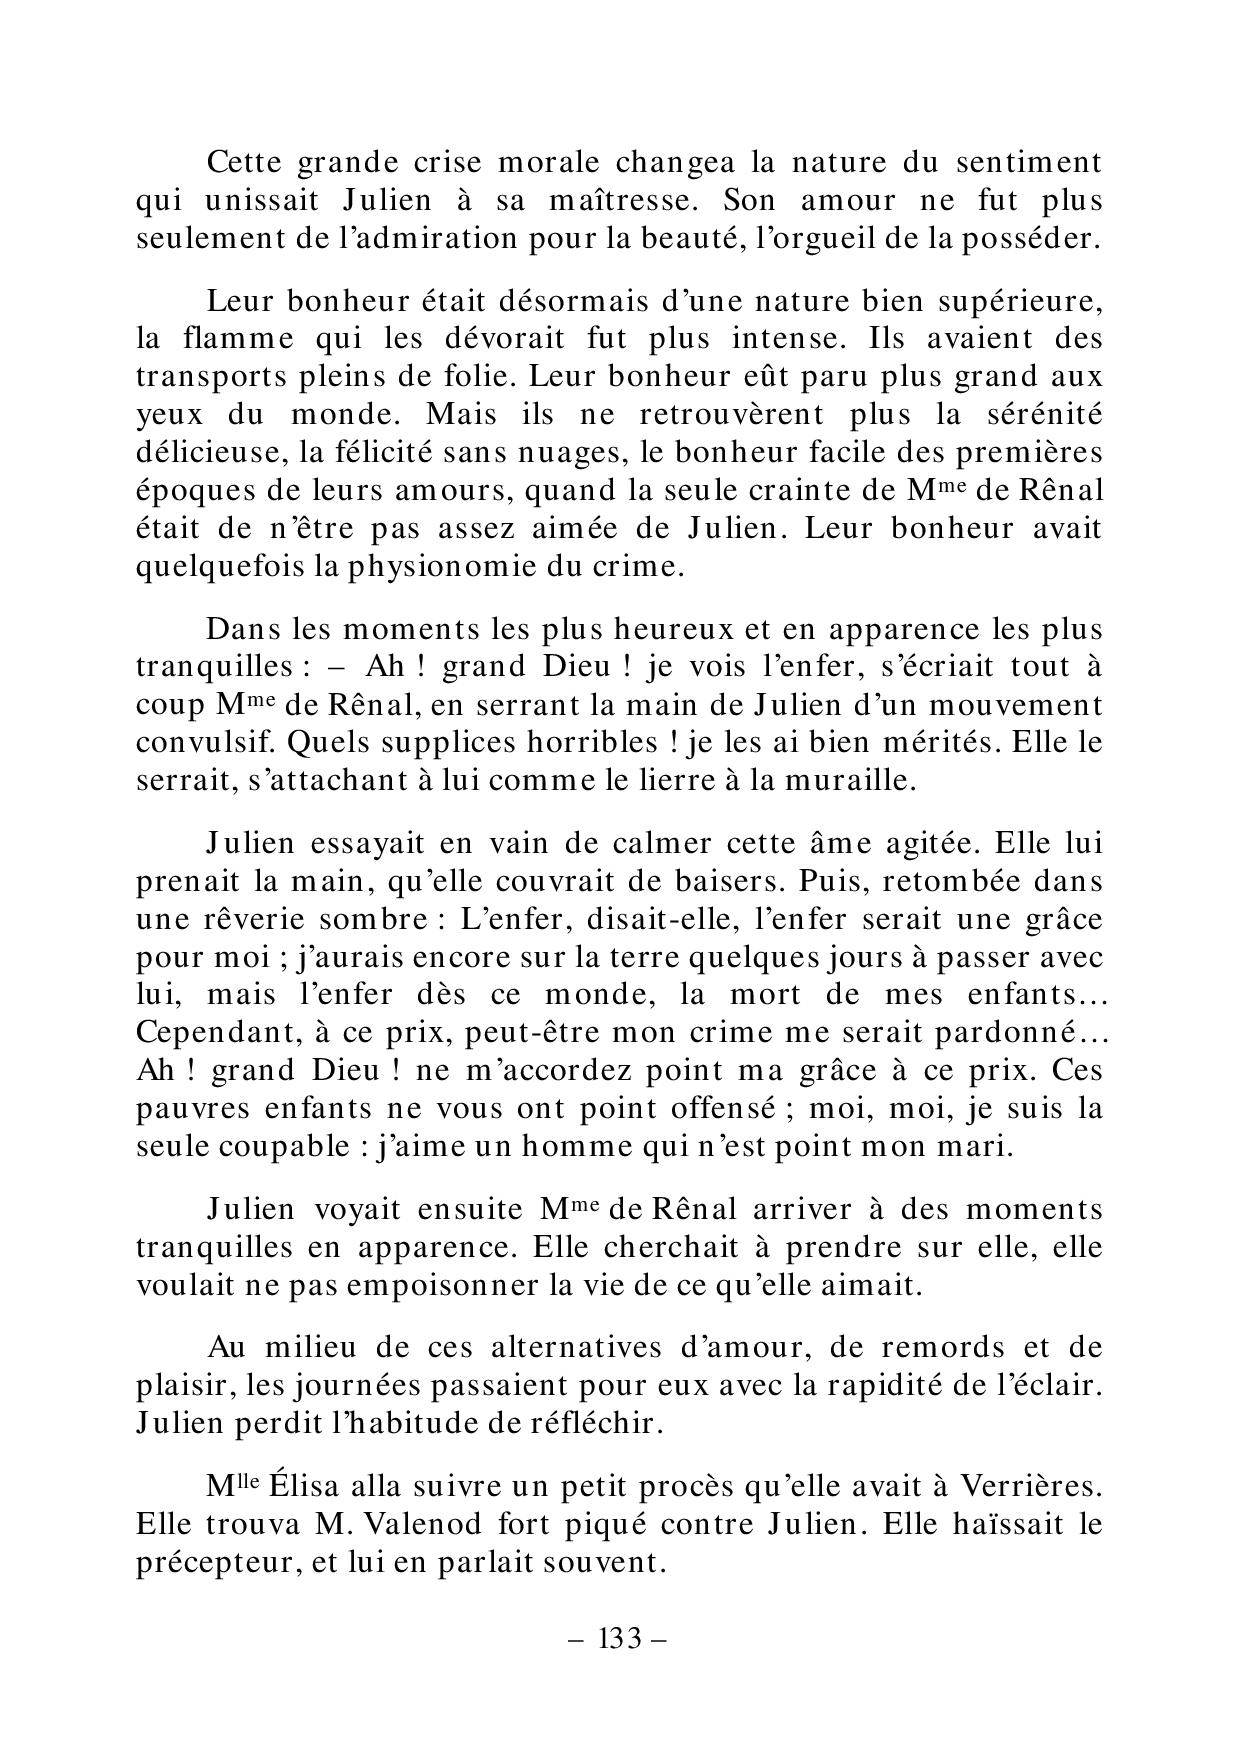 Cette grande crise morale changea la nature du sentiment
qui unissait Julien à sa maîtresse. Son amour ne fut plus
seulement de l’admiration pour la beauté, l’orgueil de la posséder.
Leur bonheur était désormais d’une nature bien supérieure,
la flamme qui les dévorait fut plus intense. Ils avaient des
transports pleins de folie. Leur bonheur eût paru plus grand aux
yeux du monde. Mais ils ne retrouvèrent plus la sérénité
délicieuse, la félicité sans nuages, le bonheur facile des premières
époques de leurs amours, quand la seule crainte de Mme de Rênal
était de n’être pas assez aimée de Julien. Leur bonheur avait
quelquefois la physionomie du crime.
Dans les moments les plus heureux et en apparence les plus
tranquilles : – Ah ! grand Dieu ! je vois l’enfer, s’écriait tout à
coup Mme de Rênal, en serrant la main de Julien d’un mouvement
convulsif. Quels supplices horribles ! je les ai bien mérités. Elle le
serrait, s’attachant à lui comme le lierre à la muraille.
Julien essayait en vain de calmer cette âme agitée. Elle lui
prenait la main, qu’elle couvrait de baisers. Puis, retombée dans
une rêverie sombre : L’enfer, disait-elle, l’enfer serait une grâce
pour moi ; j’aurais encore sur la terre quelques jours à passer avec
lui, mais l’enfer dès ce monde, la mort de mes enfants…
Cependant, à ce prix, peut-être mon crime me serait pardonné…
Ah ! grand Dieu ! ne m’accordez point ma grâce à ce prix. Ces
pauvres enfants ne vous ont point offensé ; moi, moi, je suis la
seule coupable : j’aime un homme qui n’est point mon mari.
Julien voyait ensuite Mme de Rênal arriver à des moments
tranquilles en apparence. Elle cherchait à prendre sur elle, elle
voulait ne pas empoisonner la vie de ce qu’elle aimait.
Au milieu de ces alternatives d’amour, de remords et de
plaisir, les journées passaient pour eux avec la rapidité de l’éclair.
Julien perdit l’habitude de réfléchir.
Mlle Élisa alla suivre un petit procès qu’elle avait à Verrières.
Elle trouva M. Valenod fort piqué contre Julien. Elle haïssait le
précepteur, et lui en parlait souvent.
– 133 –